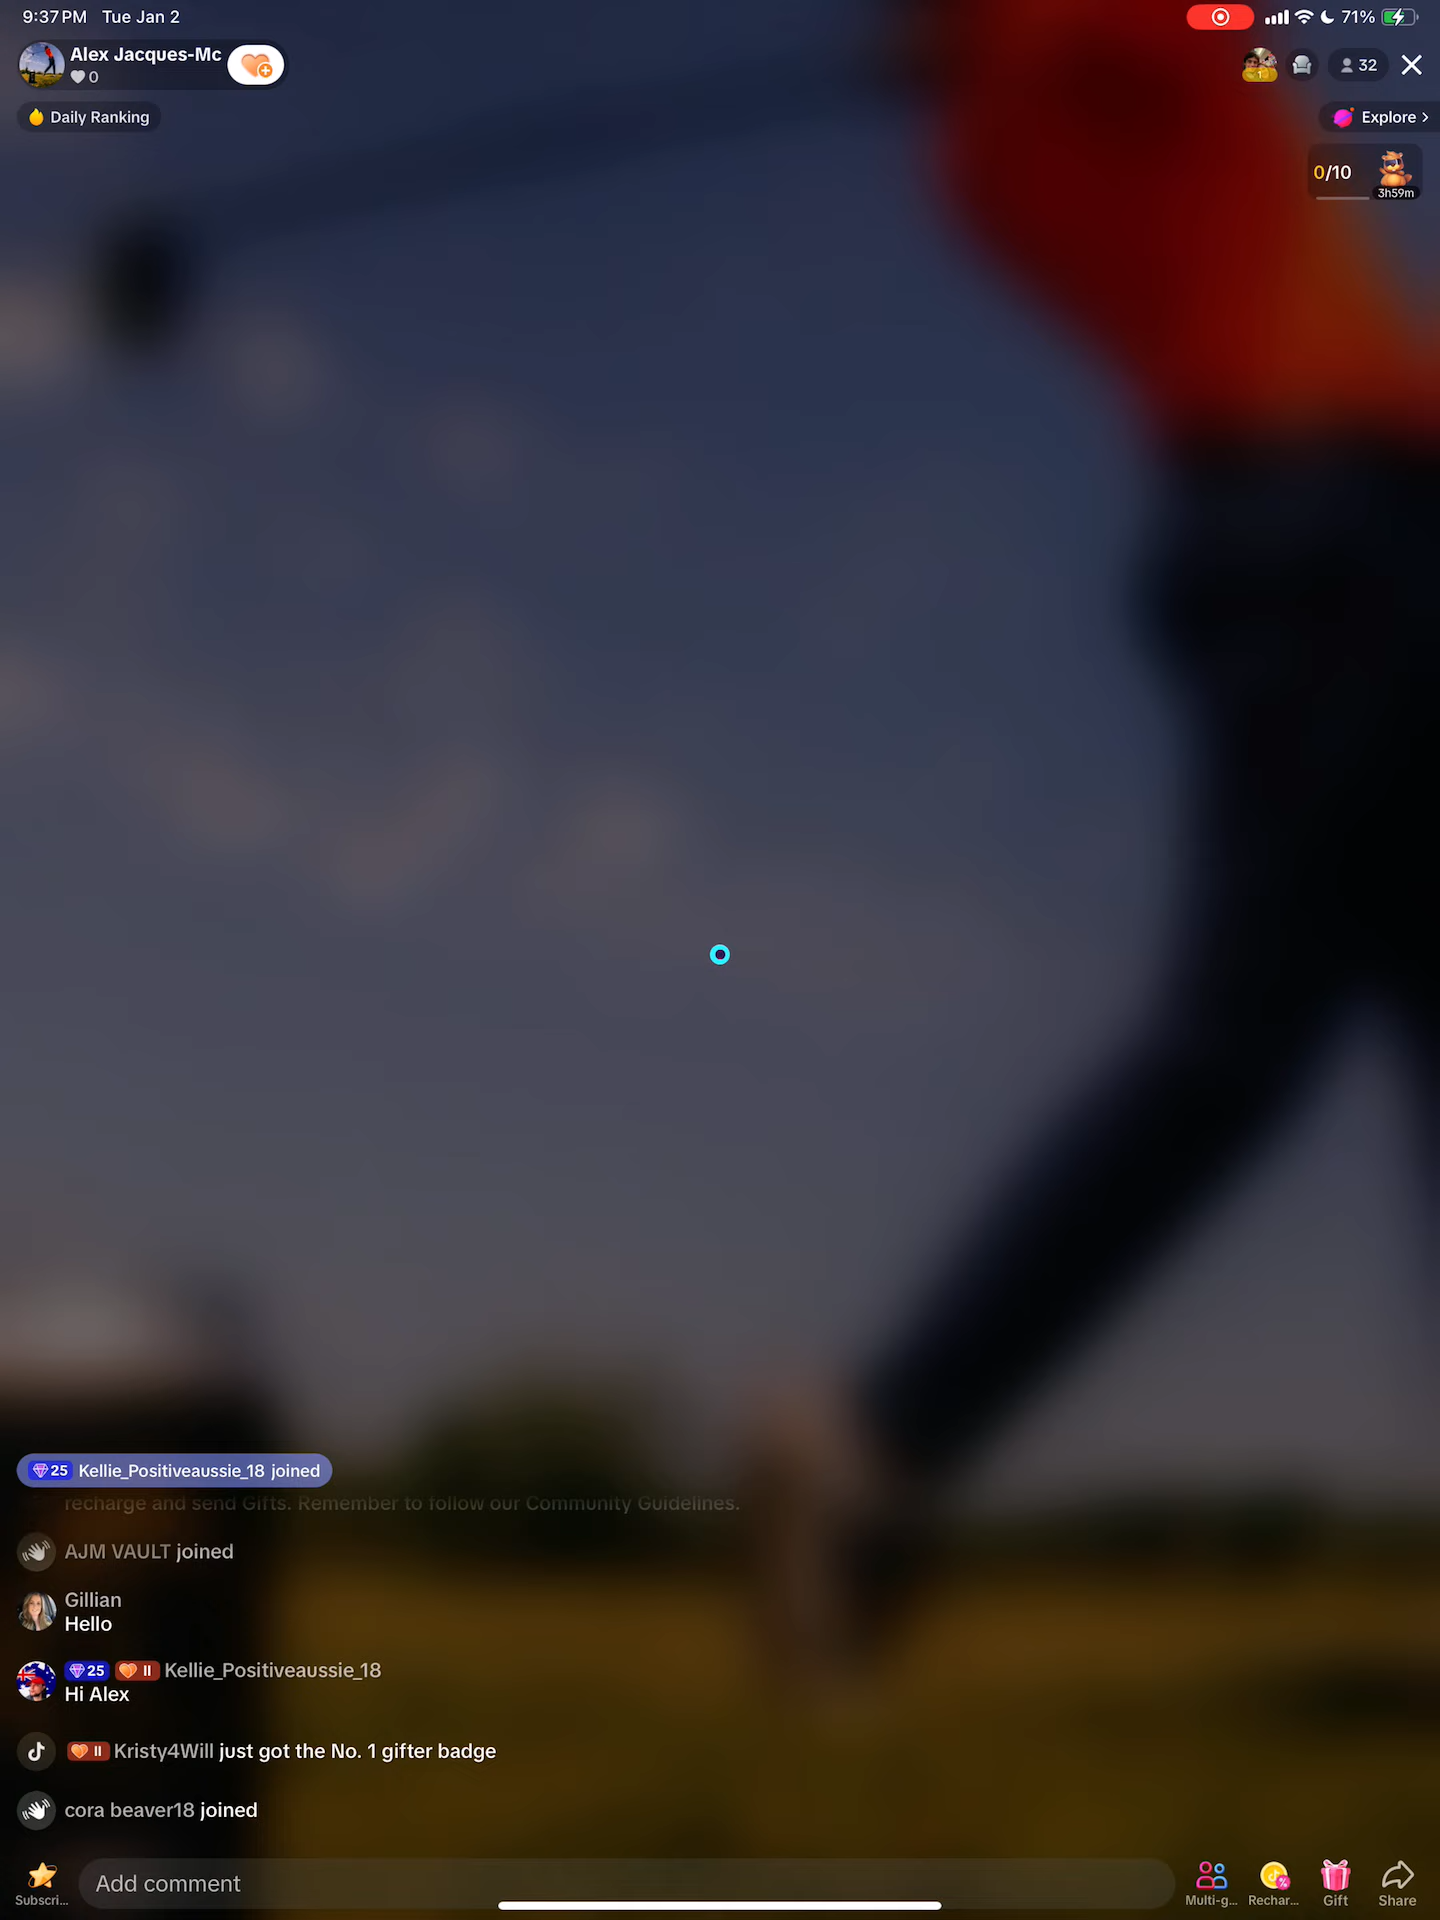 9:37 PM Tue Jan 2
71%
Alex Jacques-Mc
0
1
32
Daily Ranking
Explore >
0/10
3h59m
25 Kellie_Positiveaussie_18 joined
recharge and send Gifts. Remember to follow our Community Guidelines.
AJM VAULT joined
Gillian
Hello
25 II Kellie_Positiveaussie_18
Hi Alex
II Kristy4Will just got the No. 1 gifter badge
cora beaver18 joined
Add comment
Subscri...
Multi-g...
Rechar...
Gift
Share